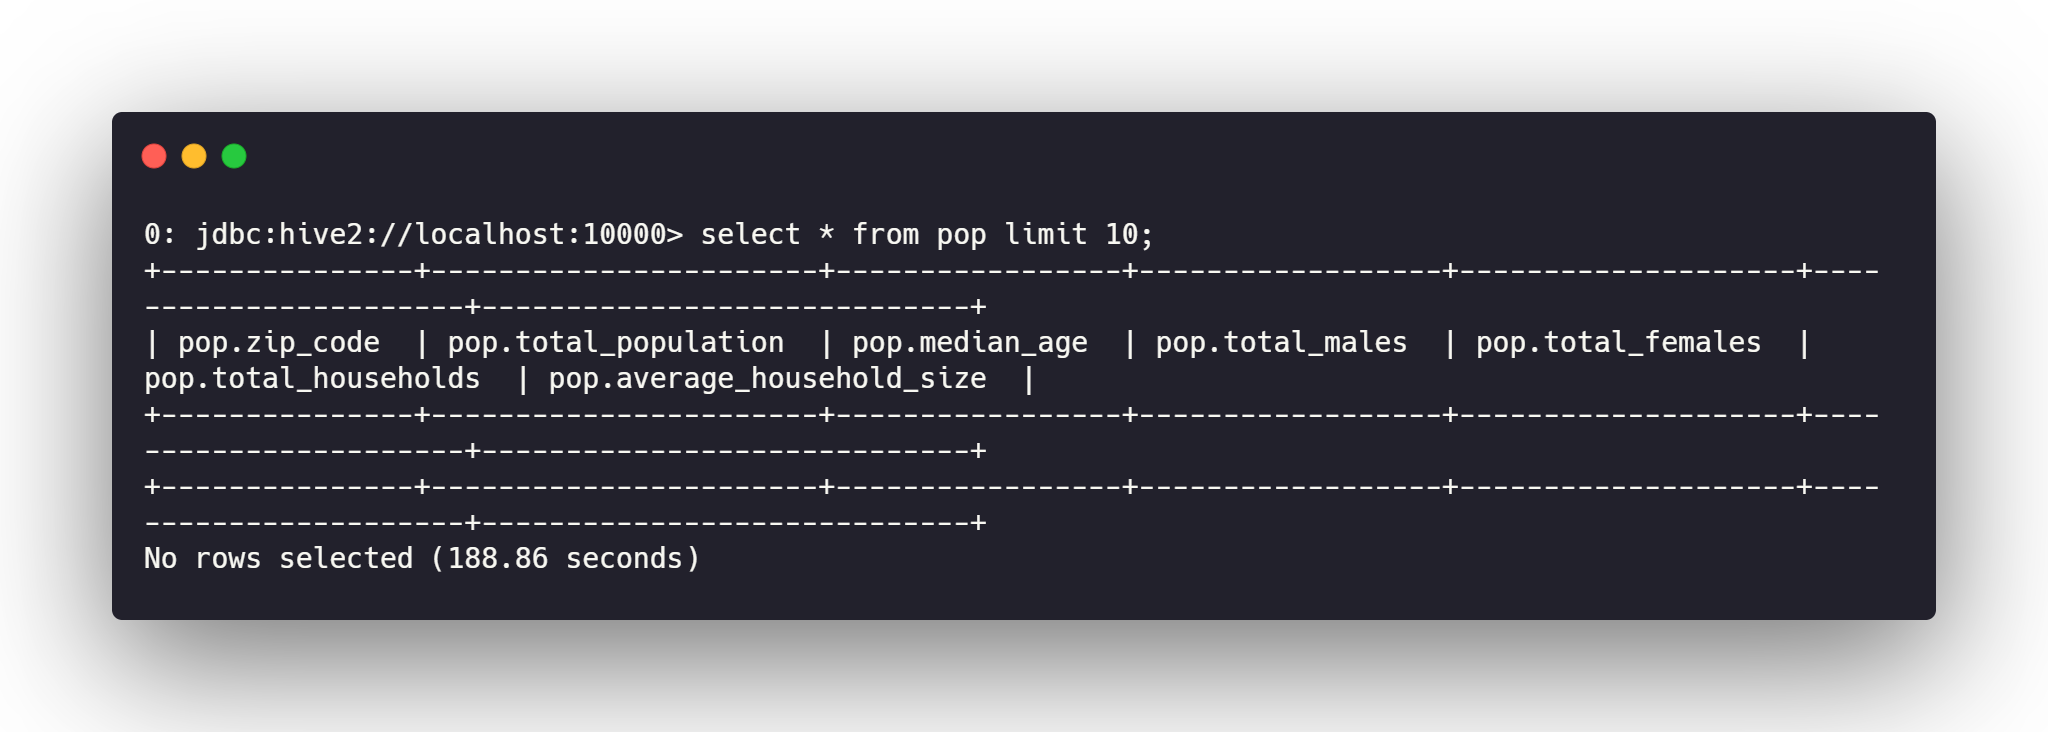 0: jdbc:hive2://localhost:10000> select * from pop limit 10;
+---------------+-----------------------+-----------------+------------------+--------------------+----
-------------------+-----------------------------+
| pop.zip_code  | pop.total_population  | pop.median_age  | pop.total_males  | pop.total_females  |
pop.total_households  | pop.average_household_size  |
+---------------+-----------------------+-----------------+------------------+--------------------+----
-------------------+-----------------------------+
+---------------+-----------------------+-----------------+------------------+--------------------+----
-------------------+-----------------------------+
No rows selected (188.86 seconds)